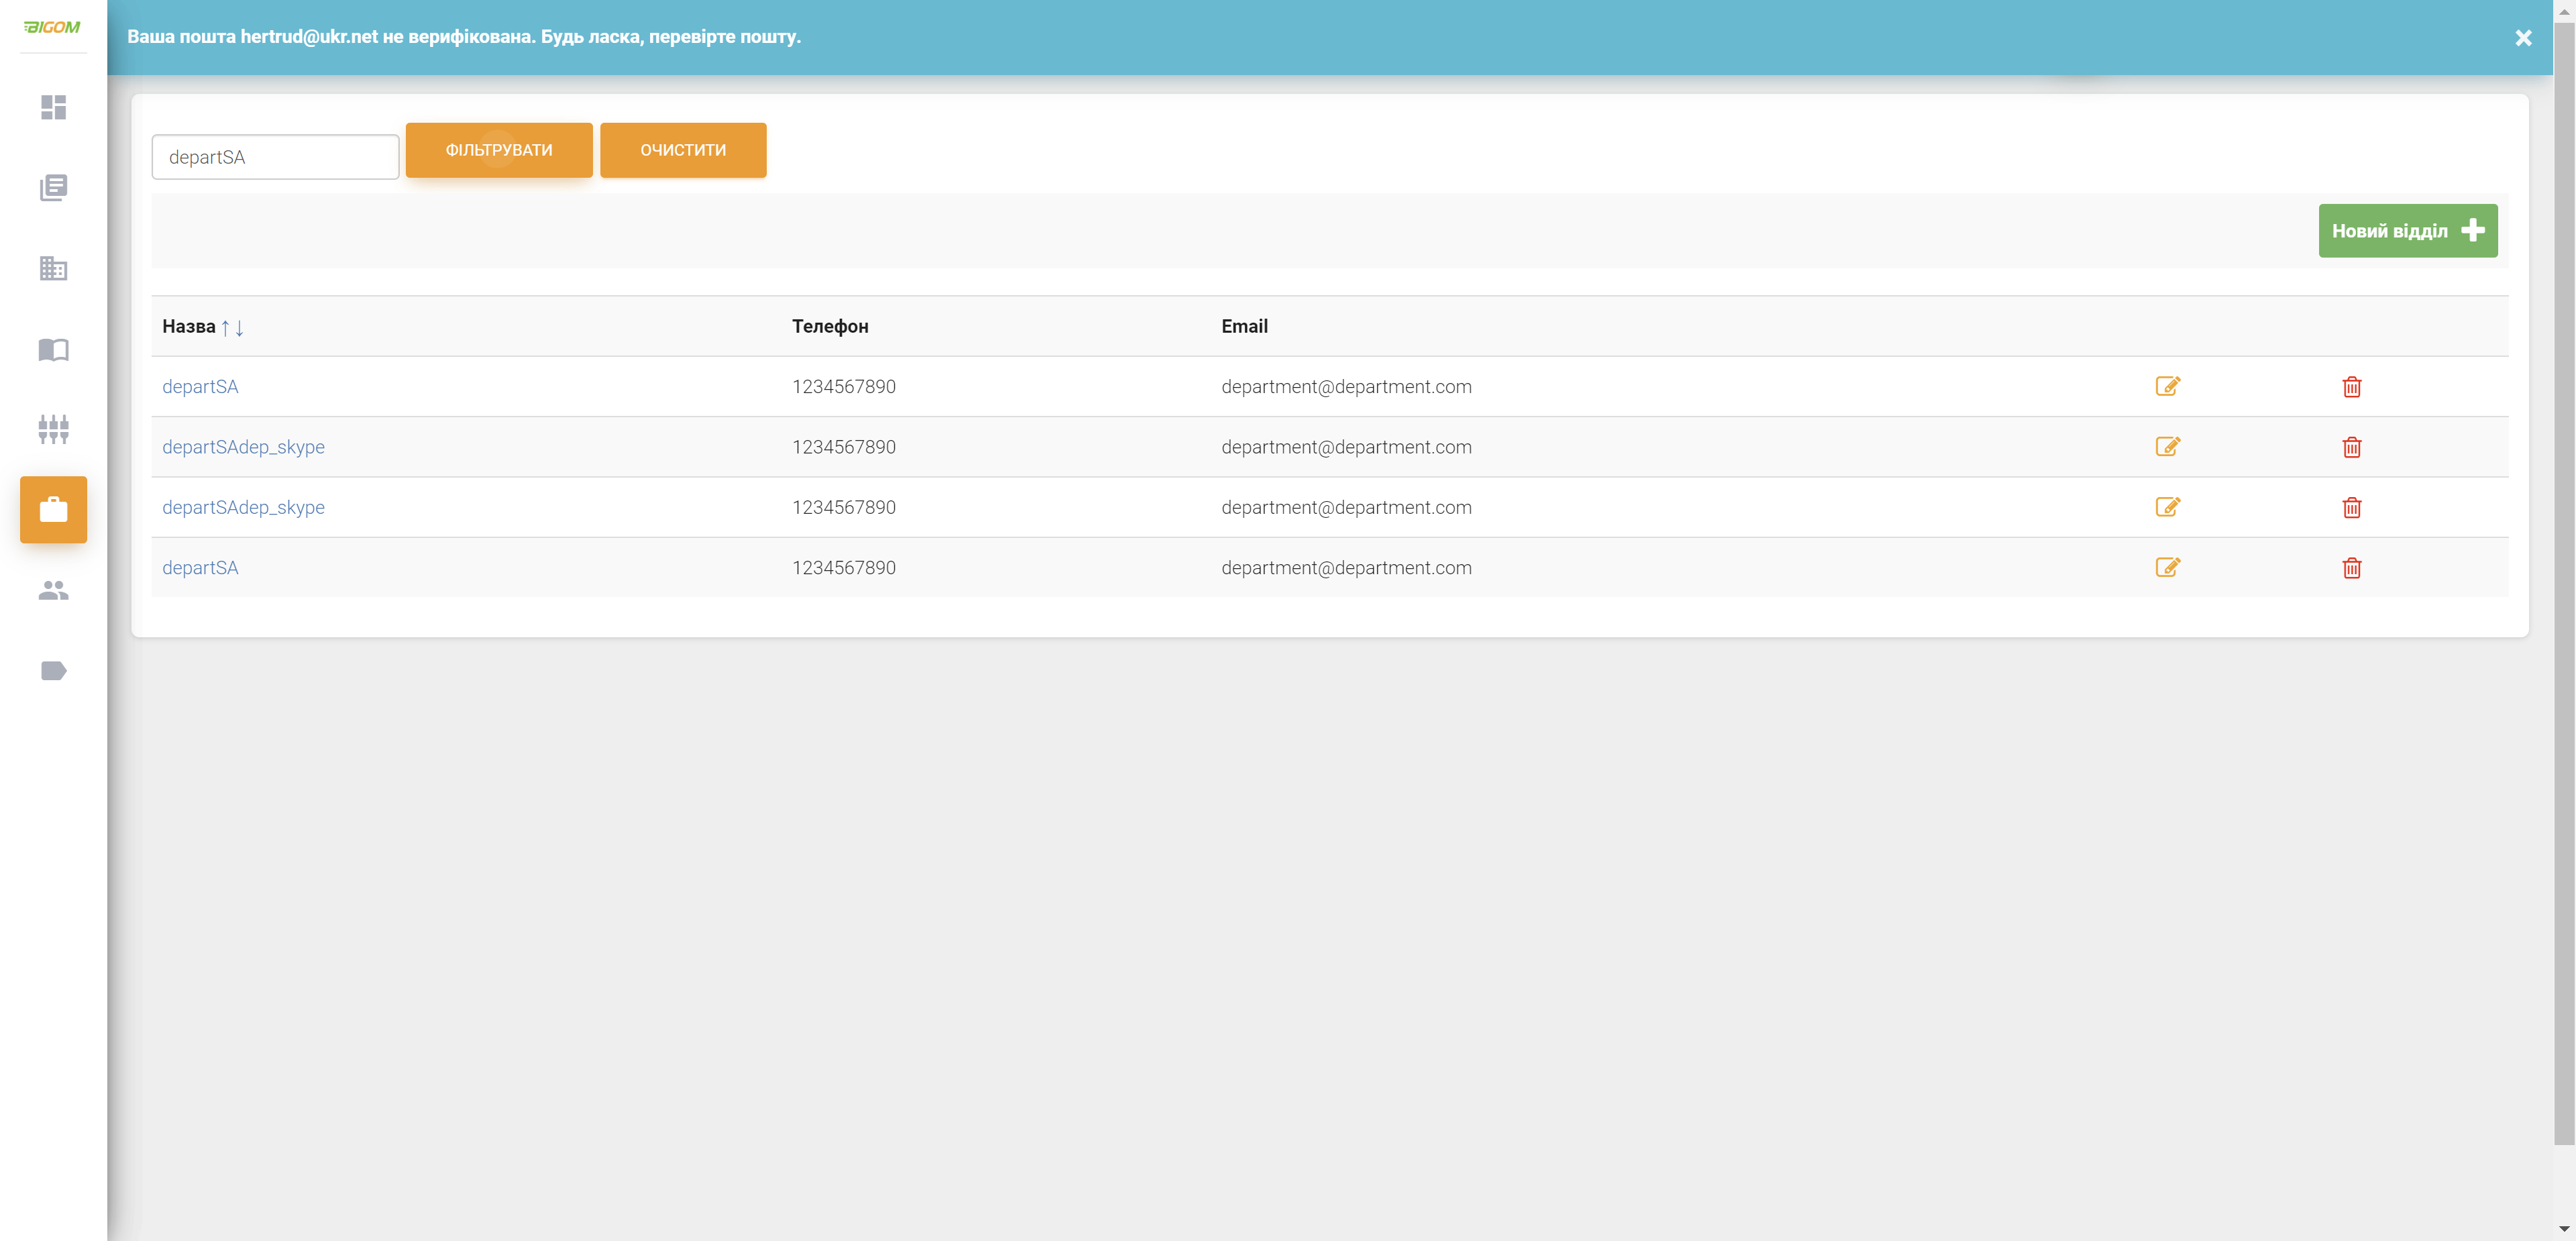 BIGOM
Ваша пошта hertrud@ukr.net не верифікована. Будь ласка, перевірте пошту.
departSA ФІЛЬТРУВАТИ ОЧИСТИТИ
Новий відділ
Назва ↑↓ Телефон Email
departSA 1234567890 department@department.com
departSAdep_skype 1234567890 department@department.com
departSAdep_skype 1234567890 department@department.com
departSA 1234567890 department@department.com